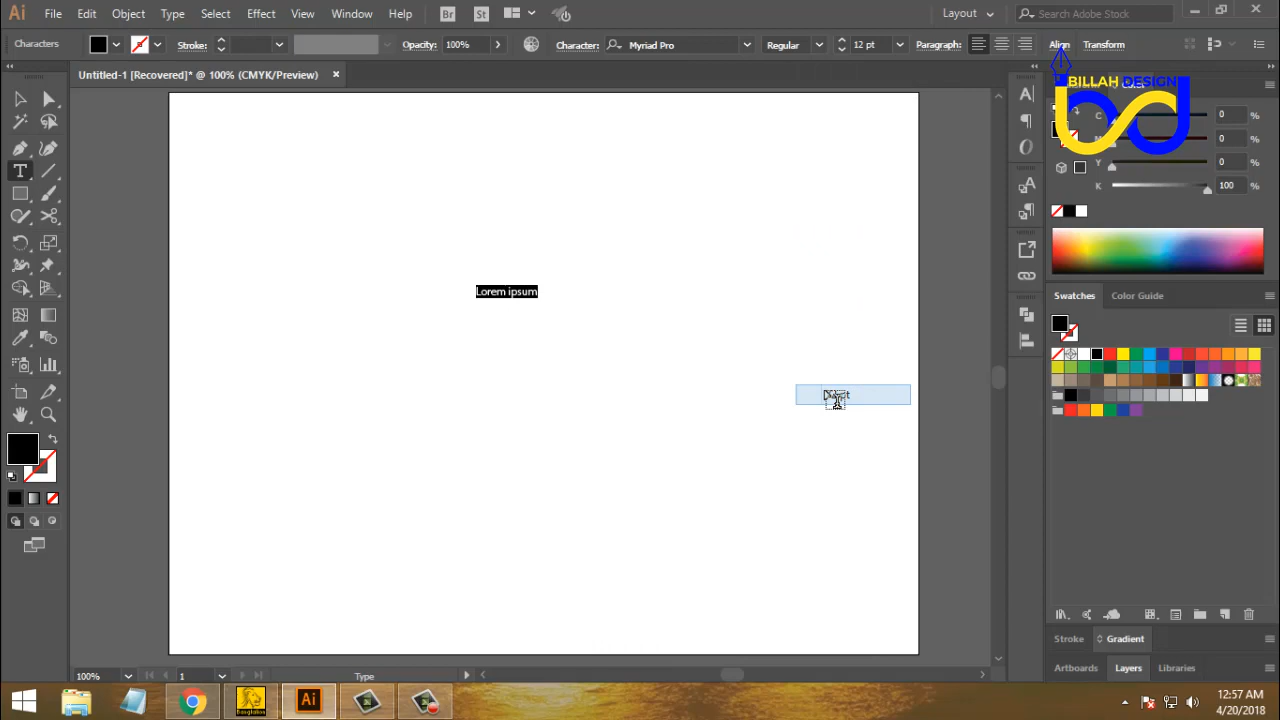 Ai File Edit Object Type Select Effect View Window Help Br St Layout Search Adobe Stock
Characters Stroke: Opacity: 100% Character: Myriad Pro Regular 12 pt Paragraph: Align Transform
Untitled-1 [Recovered]* @ 100% (CMYK/Preview)
BILLAH DESIGN
C 0 %
M 0 %
Y 0 %
K 100 %
Lorem ipsum
Swatches Color Guide
Stroke Gradient
Artboards Layers Libraries
100% 1 Type
Banglalion Ai
12:57 AM
4/20/2018